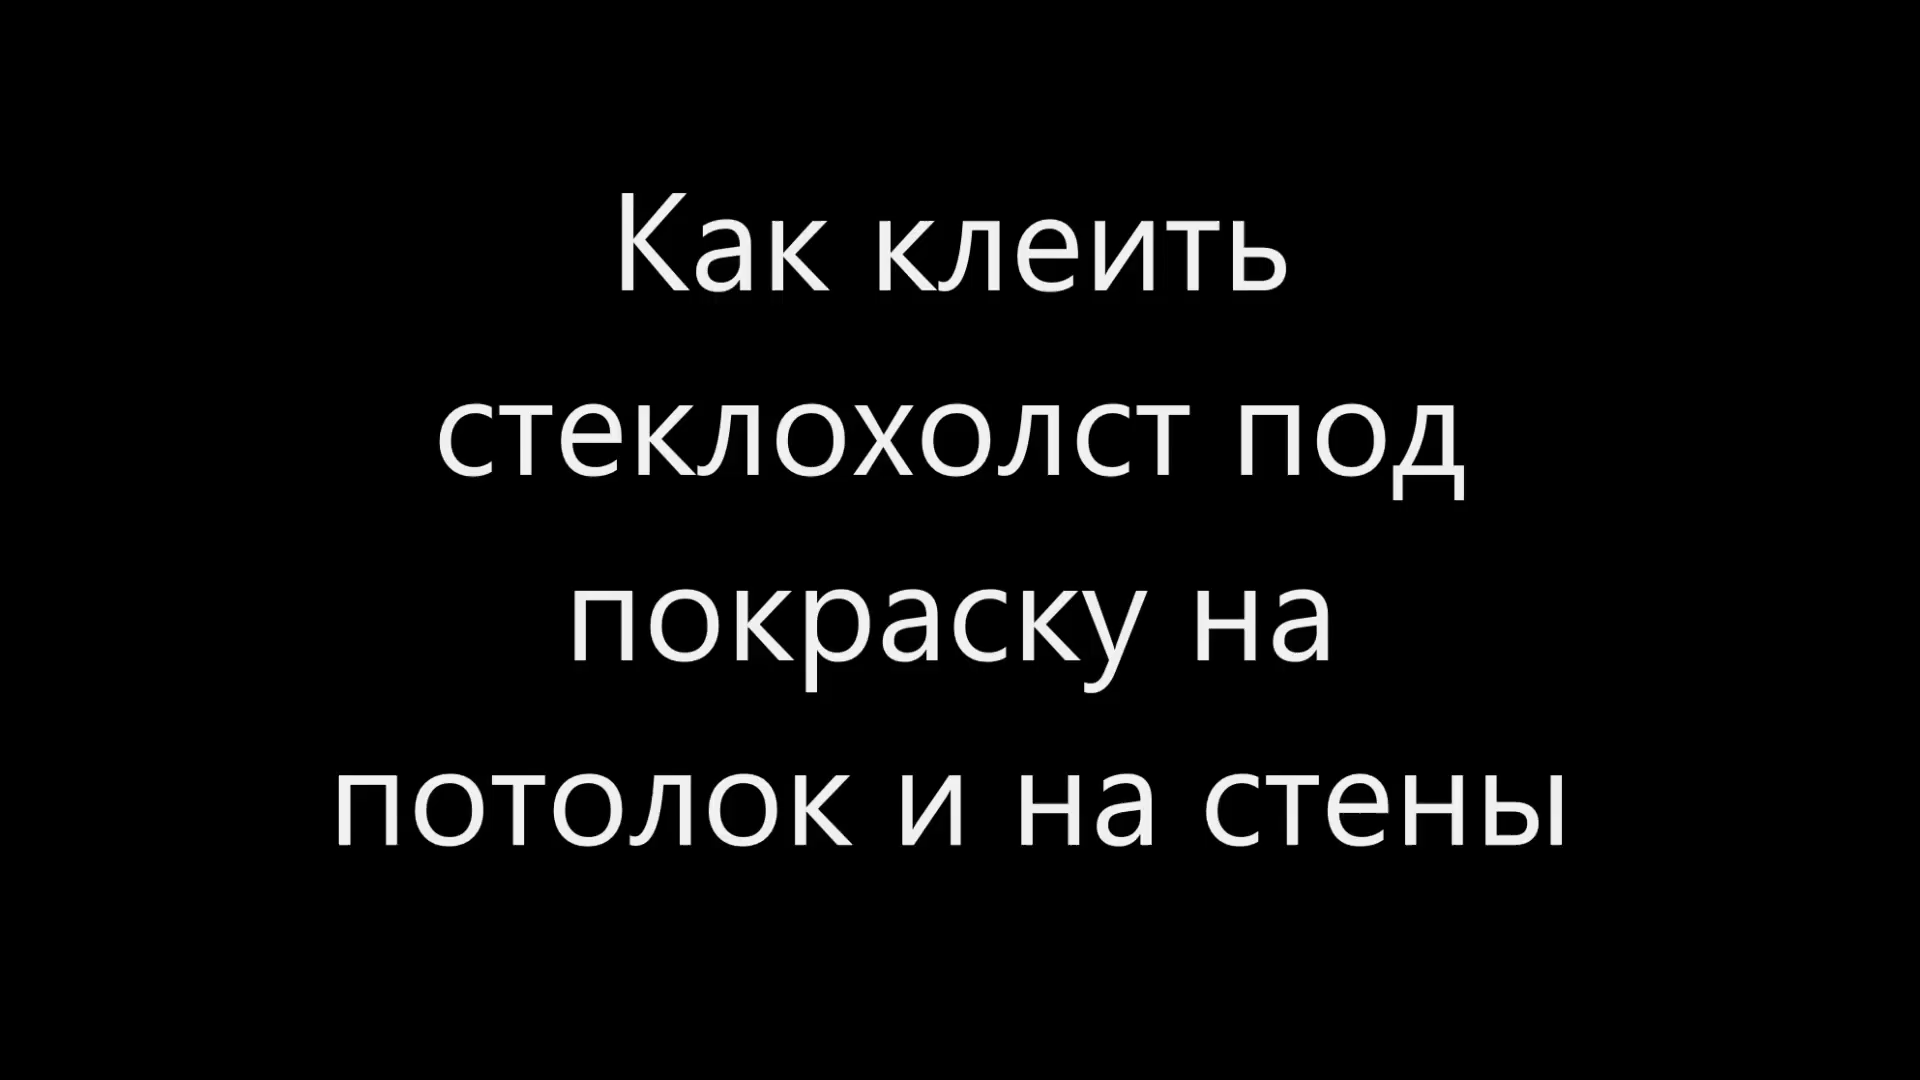 Как клеить
стеклохолст под
покраску на
потолок и на стены